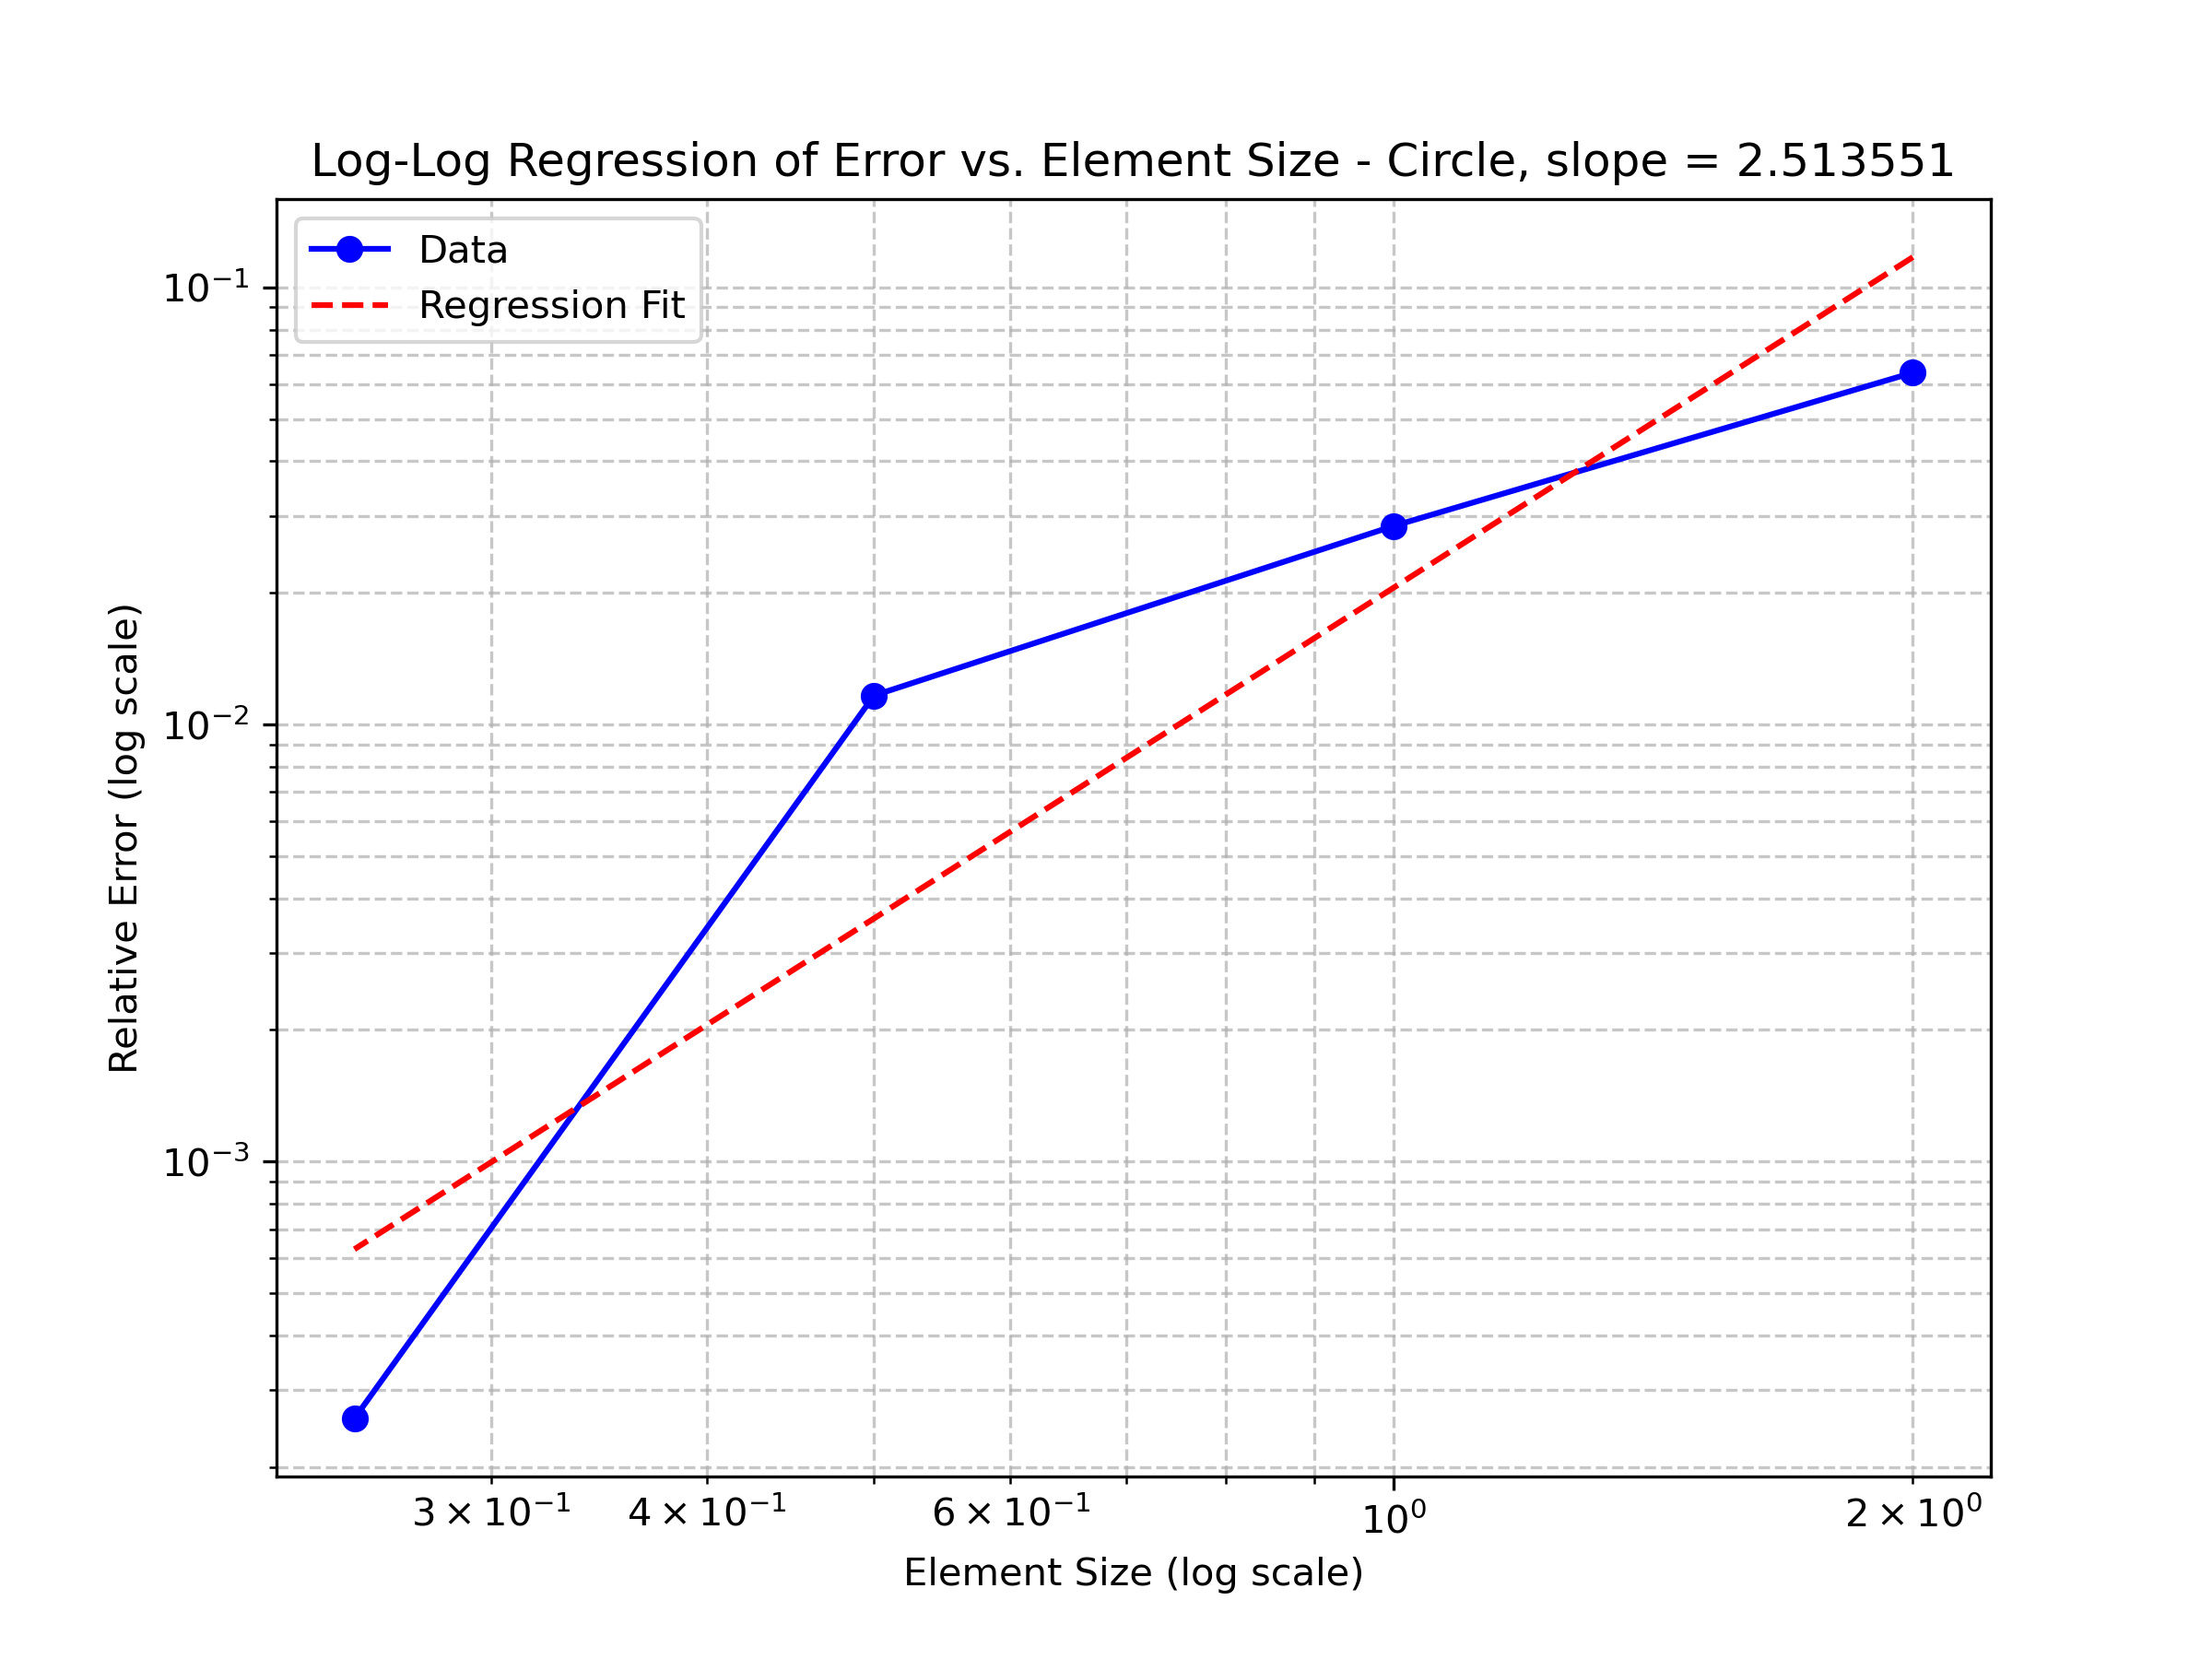 Log-Log Regression of Error vs. Element Size - Circle, slope = 2.513551
Data
Regression Fit
10⁻¹
10⁻²
10⁻³
Relative Error (log scale)
3 × 10⁻¹ 4 × 10⁻¹ 6 × 10⁻¹ 10⁰ 2 × 10⁰
Element Size (log scale)